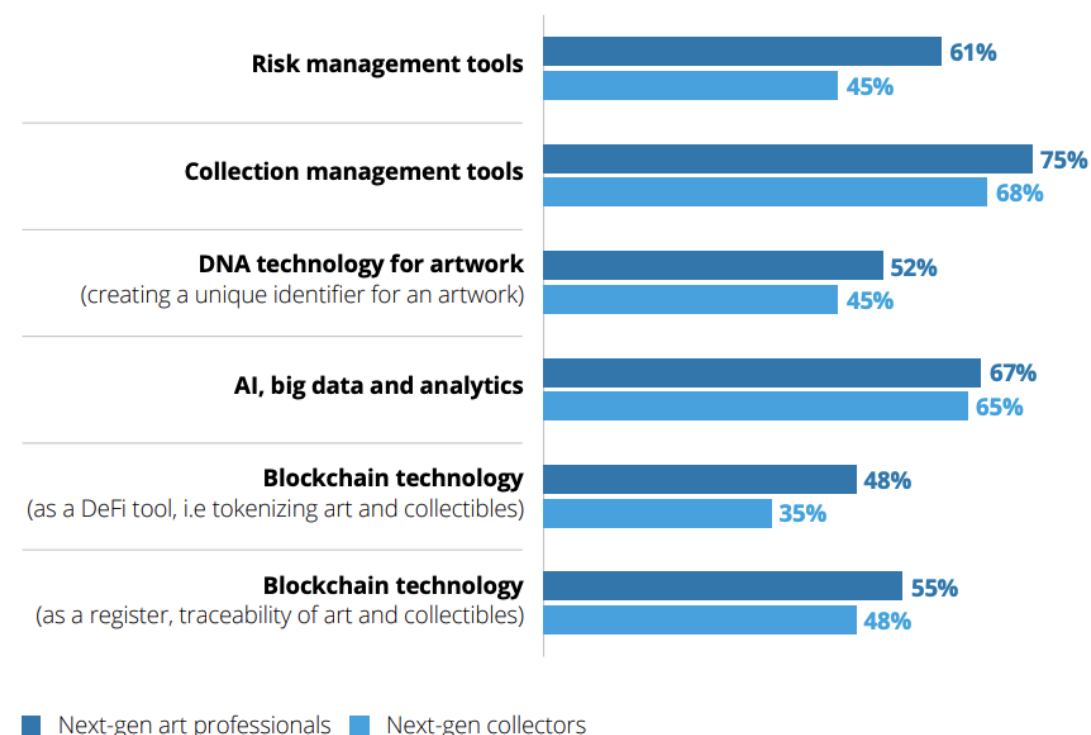 Risk management tools
61%
45%
Collection management tools
75%
68%
DNA technology for artwork
(creating a unique identifier for an artwork)
52%
45%
AI, big data and analytics
67%
65%
Blockchain technology
(as a DeFi tool, i.e tokenizing art and collectibles)
48%
35%
Blockchain technology
(as a register, traceability of art and collectibles)
55%
48%
Next-gen art professionals
Next-gen collectors